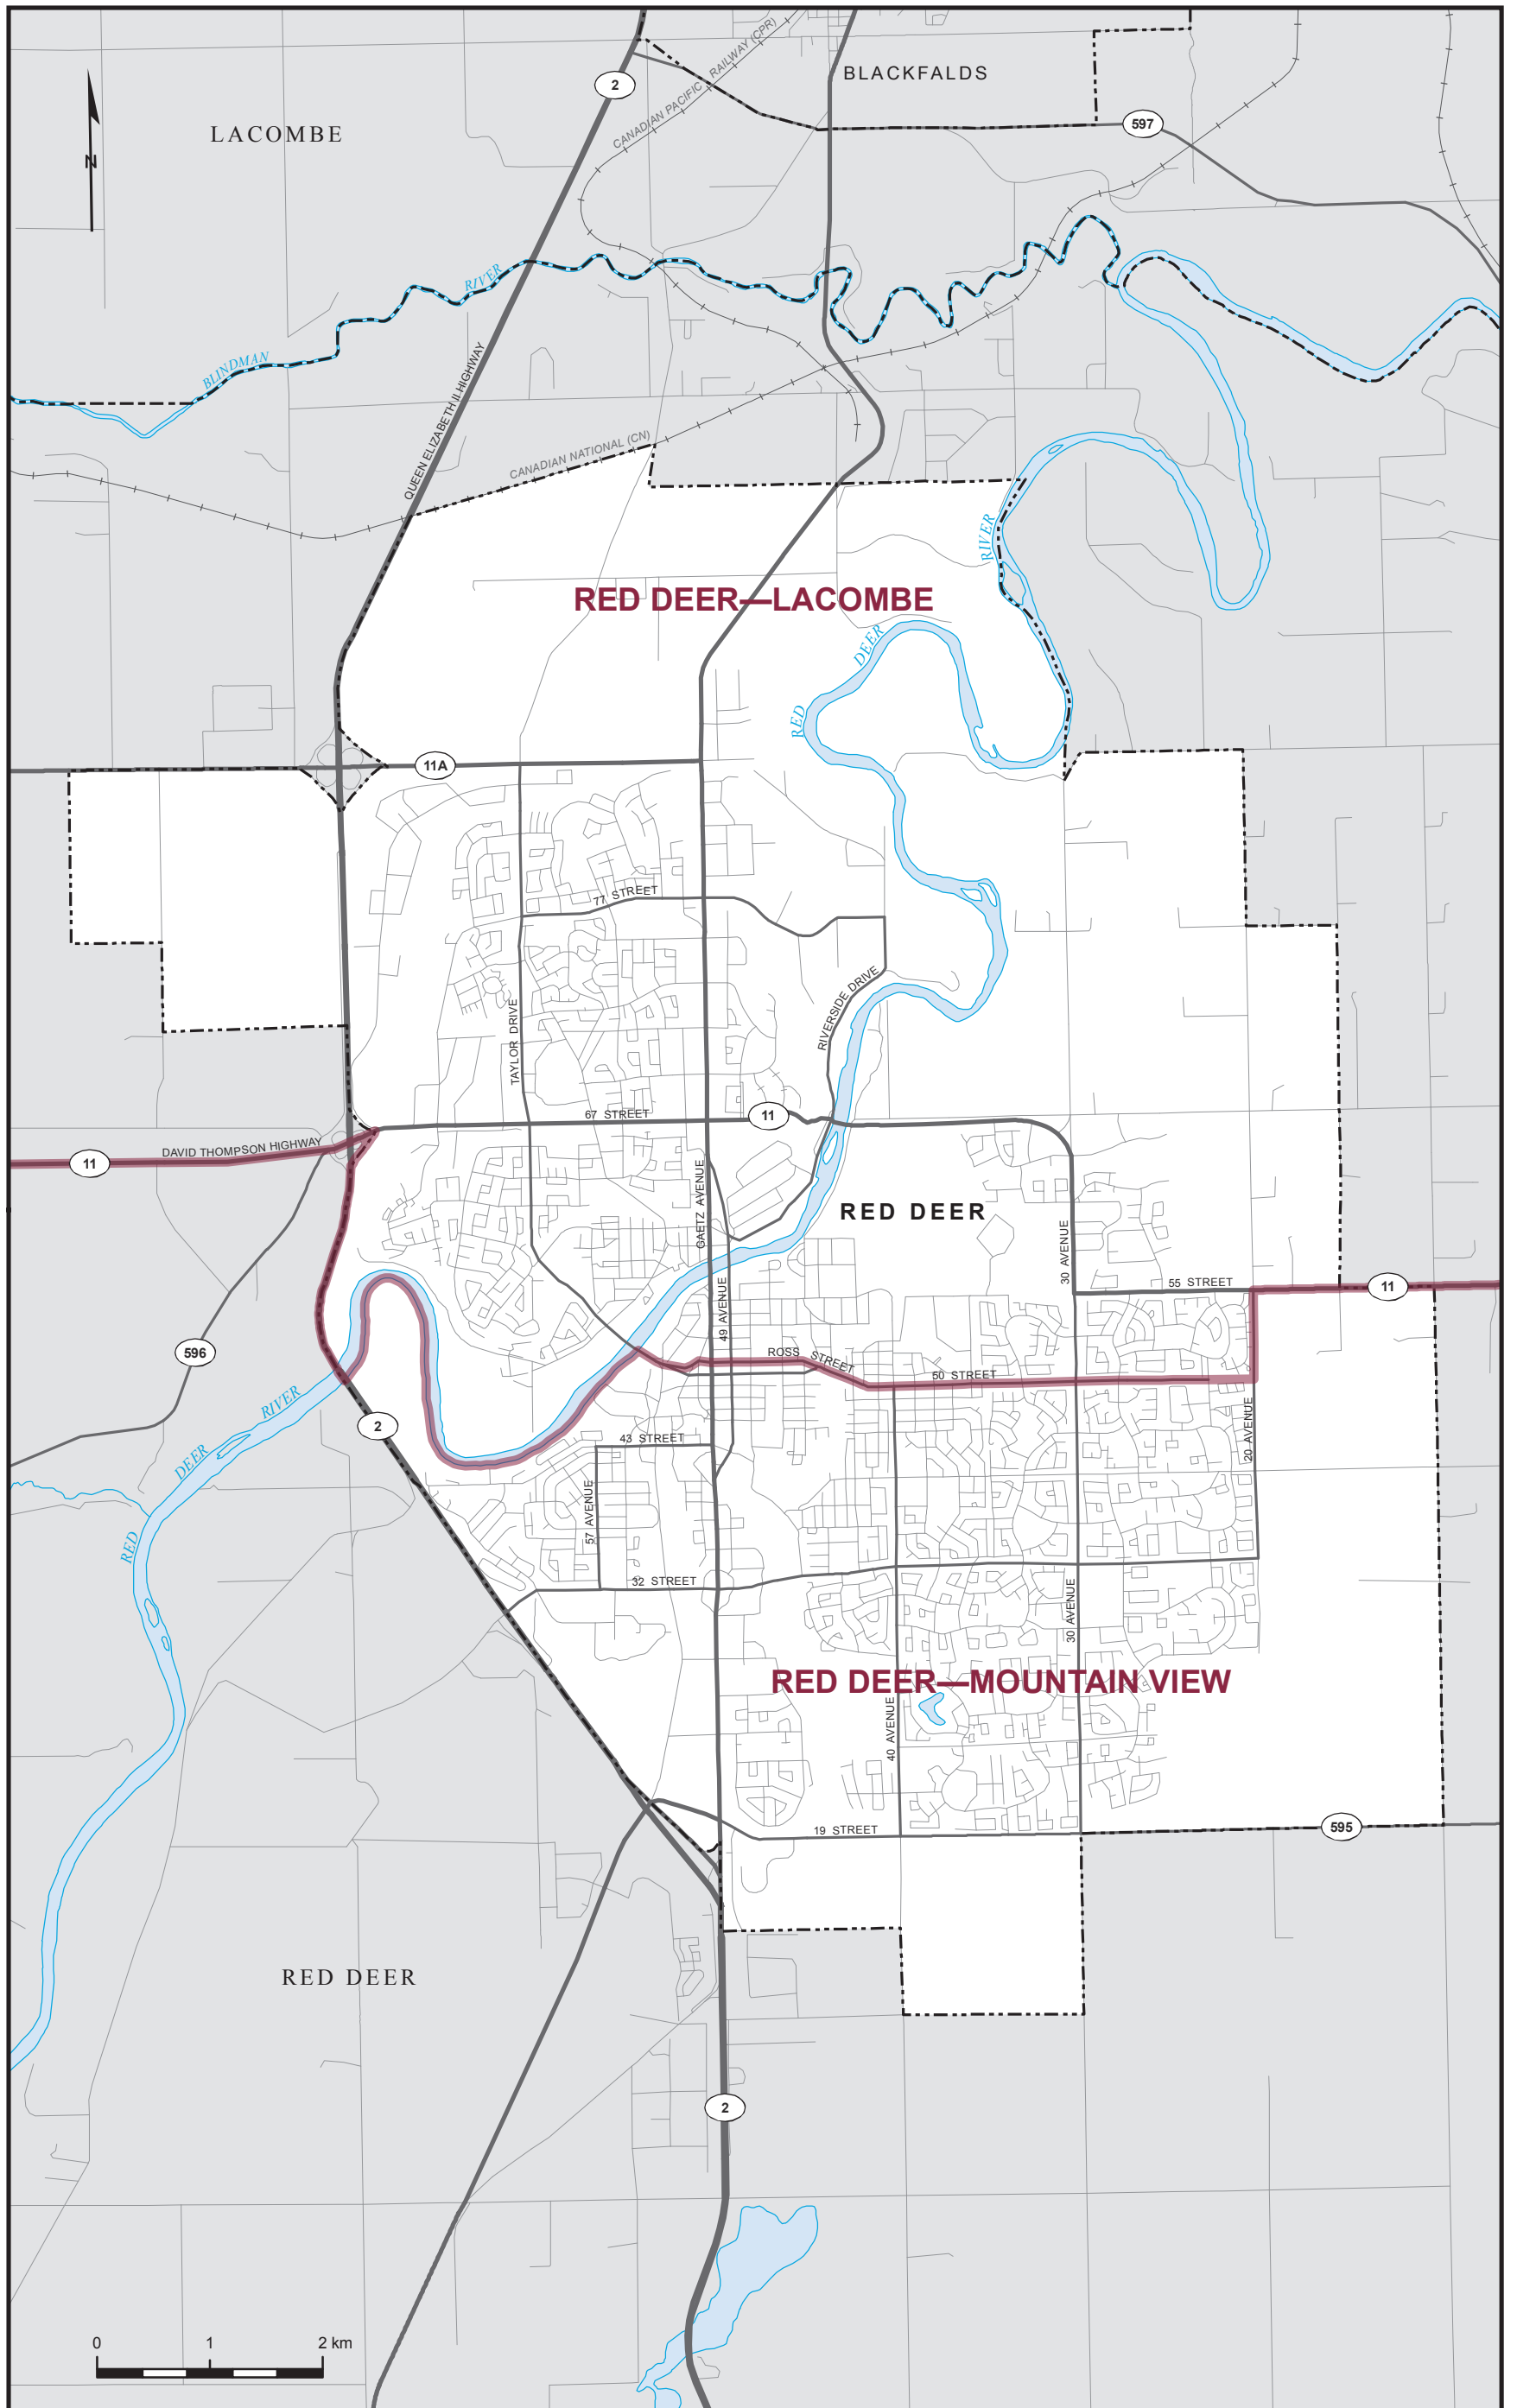 CANADIAN PACIFIC RAILWAY (CPR)
BLACKFALDS
2
597
LACOMBE
N
RIVER
BLINDMAN
QUEEN ELIZABETH II HIGHWAY
CANADIAN NATIONAL (CN)
RIVER
RED DEER—LACOMBE
DEER
RED
11A
77 STREET
RIVERSIDE DRIVE
TAYLOR DRIVE
67 STREET
11
DAVID THOMPSON HIGHWAY
11
GAETZ AVENUE
RED DEER
30 AVENUE
55 STREET
11
49 AVENUE
596
ROSS STREET
50 STREET
RIVER
2
20 AVENUE
43 STREET
DEER
57 AVENUE
RED
32 STREET
30 AVENUE
RED DEER—MOUNTAIN VIEW
40 AVENUE
19 STREET
595
RED DEER
2
0 1 2 km